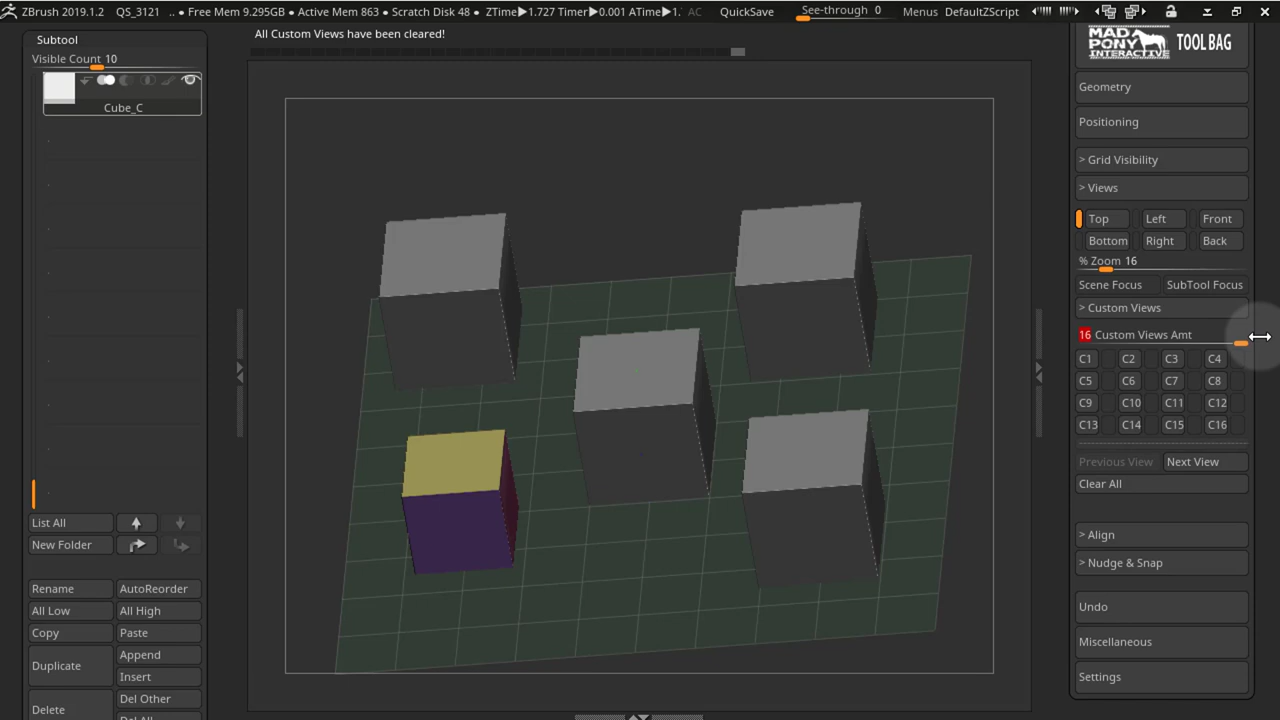 ZBrush 2019.1.2 QS_3121 .. • Free Mem 9.295GB • Active Mem 863 • Scratch Disk 48 • ZTime▶1.727 Timer▶0.001 ATime▶1. AC QuickSave See-through 0 Menus DefaultZScript
Subtool
Visible Count 10
Cube_C
List All
New Folder
Rename AutoReorder
All Low All High
Copy Paste
Duplicate
Append
Insert
Delete
Del Other
Del All
All Custom Views have been cleared!
MAD PONY INTERACTIVE TOOL BAG
Geometry
Positioning
> Grid Visibility
> Views
Top Left Front
Bottom Right Back
% Zoom 16
Scene Focus SubTool Focus
> Custom Views
16 Custom Views Amt
C1 C2 C3 C4
C5 C6 C7 C8
C9 C10 C11 C12
C13 C14 C15 C16
Previous View Next View
Clear All
> Align
> Nudge & Snap
Undo
Miscellaneous
Settings